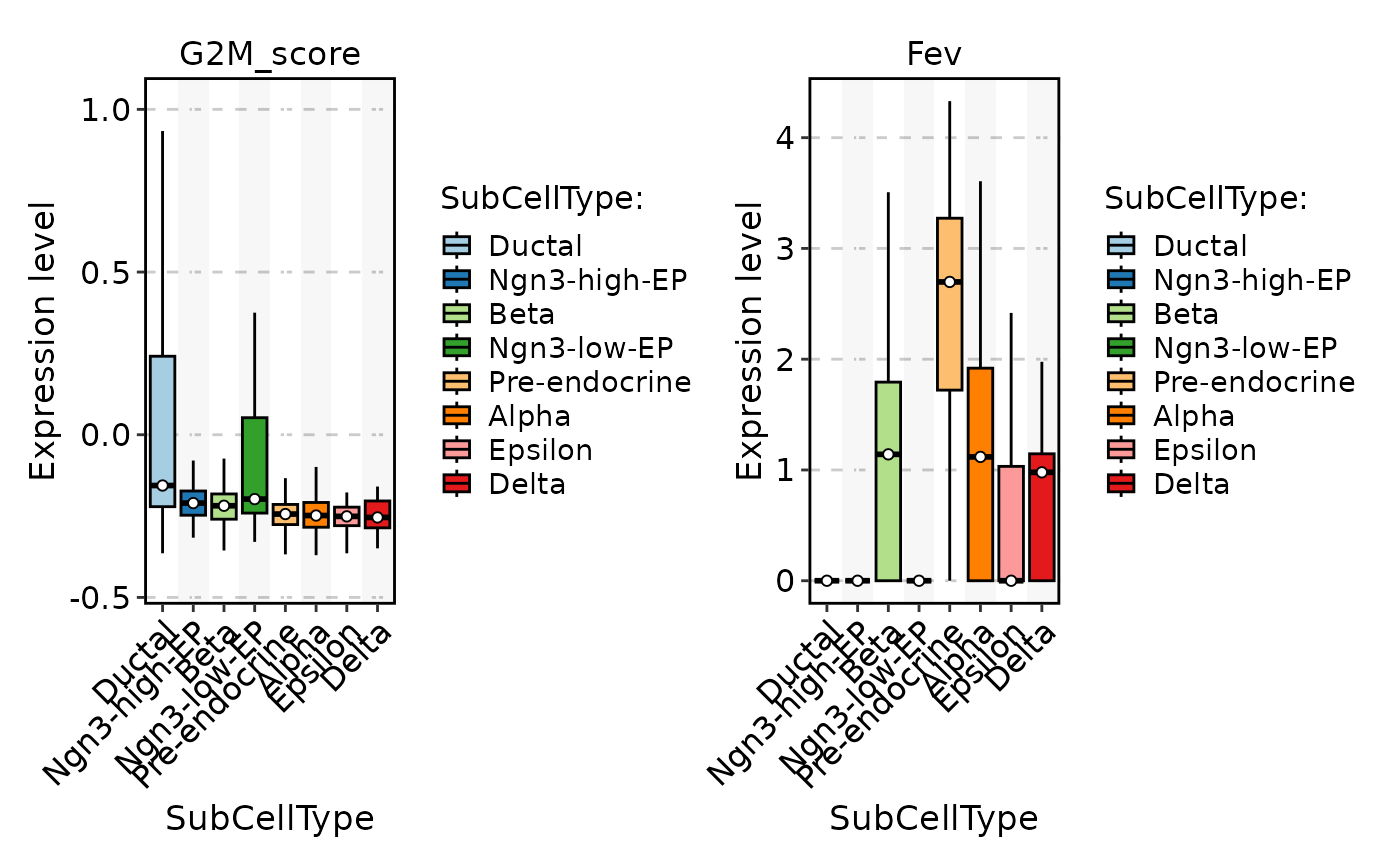 G2M_score
Expression level
1.0
0.5
0.0
-0.5
Ductal
Ngn3-high-EP
Beta
Ngn3-low-EP
Pre-endocrine
Alpha
Epsilon
Delta
SubCellType
SubCellType:
Ductal
Ngn3-high-EP
Beta
Ngn3-low-EP
Pre-endocrine
Alpha
Epsilon
Delta
Fev
Expression level
4
3
2
1
0
Ductal
Ngn3-high-EP
Beta
Ngn3-low-EP
Pre-endocrine
Alpha
Epsilon
Delta
SubCellType
SubCellType:
Ductal
Ngn3-high-EP
Beta
Ngn3-low-EP
Pre-endocrine
Alpha
Epsilon
Delta